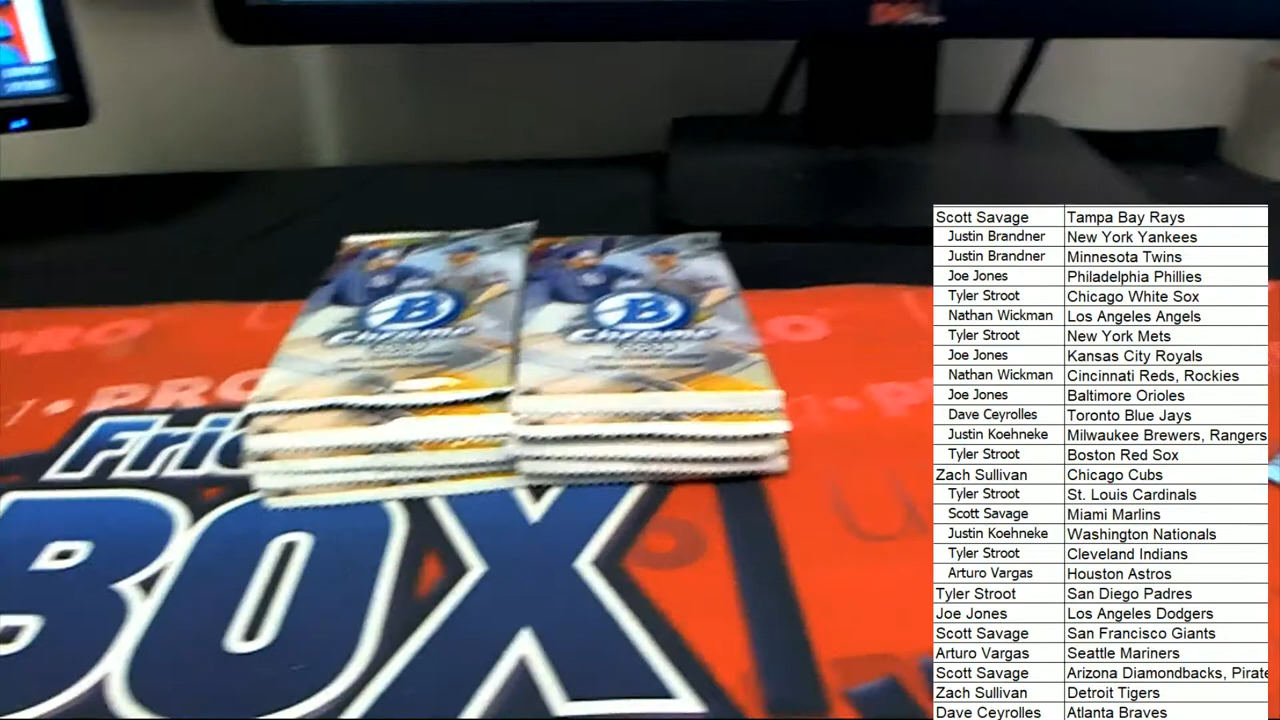 B
Chrome
B
Chrome
PRO
PRO
Fri
BOX
Scott Savage Tampa Bay Rays
Justin Brandner New York Yankees
Justin Brandner Minnesota Twins
Joe Jones Philadelphia Phillies
Tyler Stroot Chicago White Sox
Nathan Wickman Los Angeles Angels
Tyler Stroot New York Mets
Joe Jones Kansas City Royals
Nathan Wickman Cincinnati Reds, Rockies
Joe Jones Baltimore Orioles
Dave Ceyrolles Toronto Blue Jays
Justin Koehneke Milwaukee Brewers, Rangers
Tyler Stroot Boston Red Sox
Zach Sullivan Chicago Cubs
Tyler Stroot St. Louis Cardinals
Scott Savage Miami Marlins
Justin Koehneke Washington Nationals
Tyler Stroot Cleveland Indians
Arturo Vargas Houston Astros
Tyler Stroot San Diego Padres
Joe Jones Los Angeles Dodgers
Scott Savage San Francisco Giants
Arturo Vargas Seattle Mariners
Scott Savage Arizona Diamondbacks, Pirate
Zach Sullivan Detroit Tigers
Dave Ceyrolles Atlanta Braves